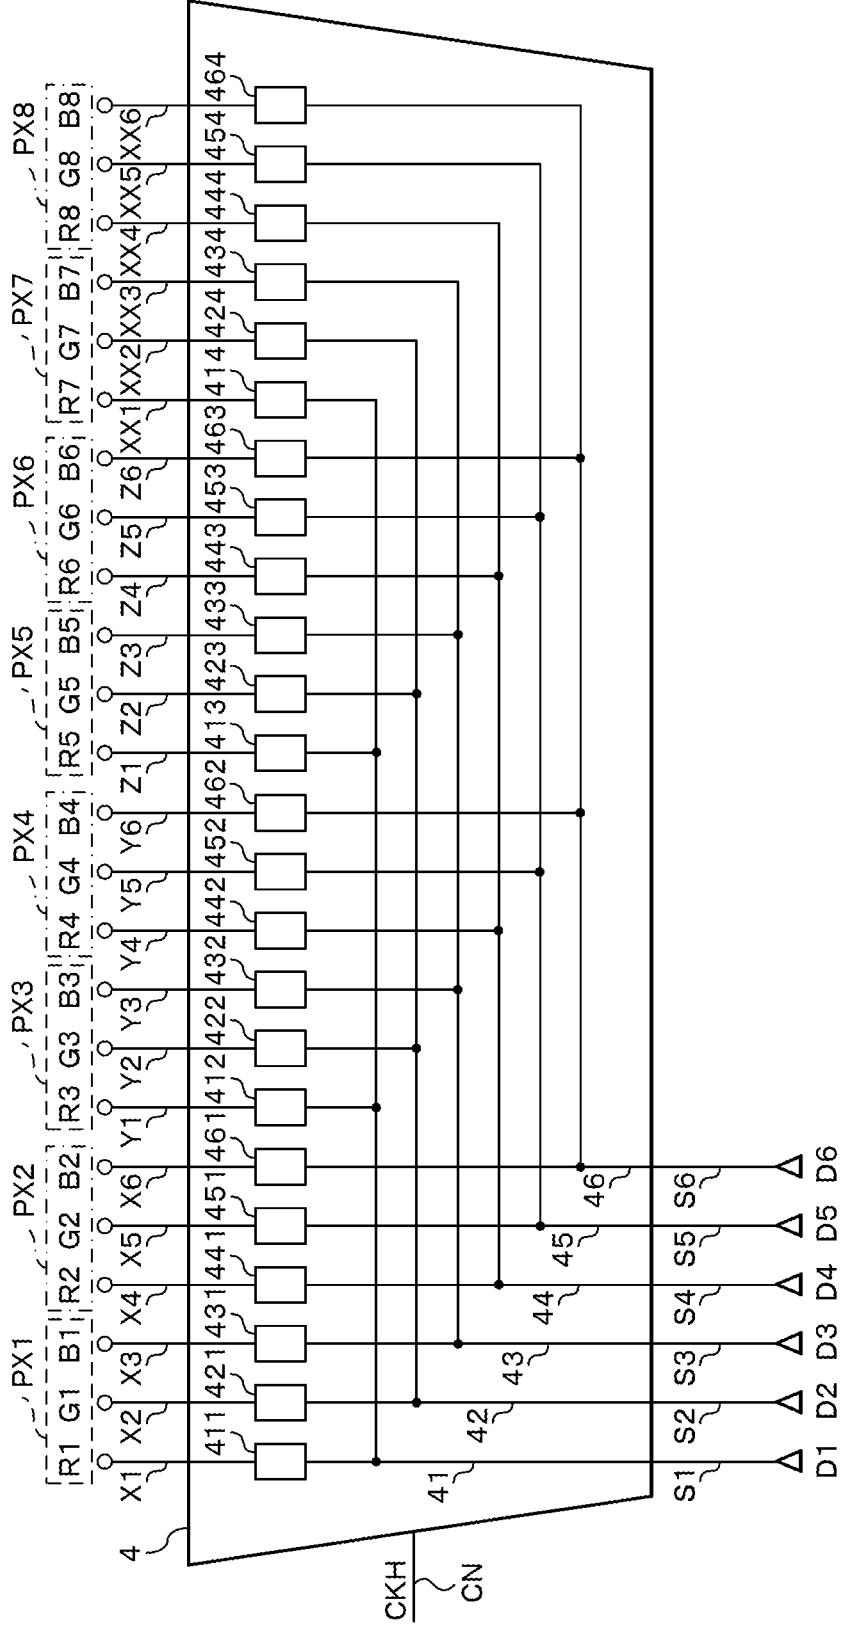 PX1 PX2 PX3 PX4 PX5 PX6 PX7 PX8
R1 G1 B1 R2 G2 B2 R3 G3 B3 R4 G4 B4 R5 G5 B5 R6 G6 B6 R7 G7 B7 R8 G8 B8
X1 X2 X3 X4 X5 X6 Y1 Y2 Y3 Y4 Y5 Y6 Z1 Z2 Z3 Z4 Z5 Z6 XX1 XX2 XX3 XX4 XX5 XX6
4
411 421 431 441 451 461 412 422 432 442 452 462 413 423 433 443 453 463 414 424 434 444 454 464
CKH
CN
41 42 43 44 45 46
S1 S2 S3 S4 S5 S6
D1 D2 D3 D4 D5 D6